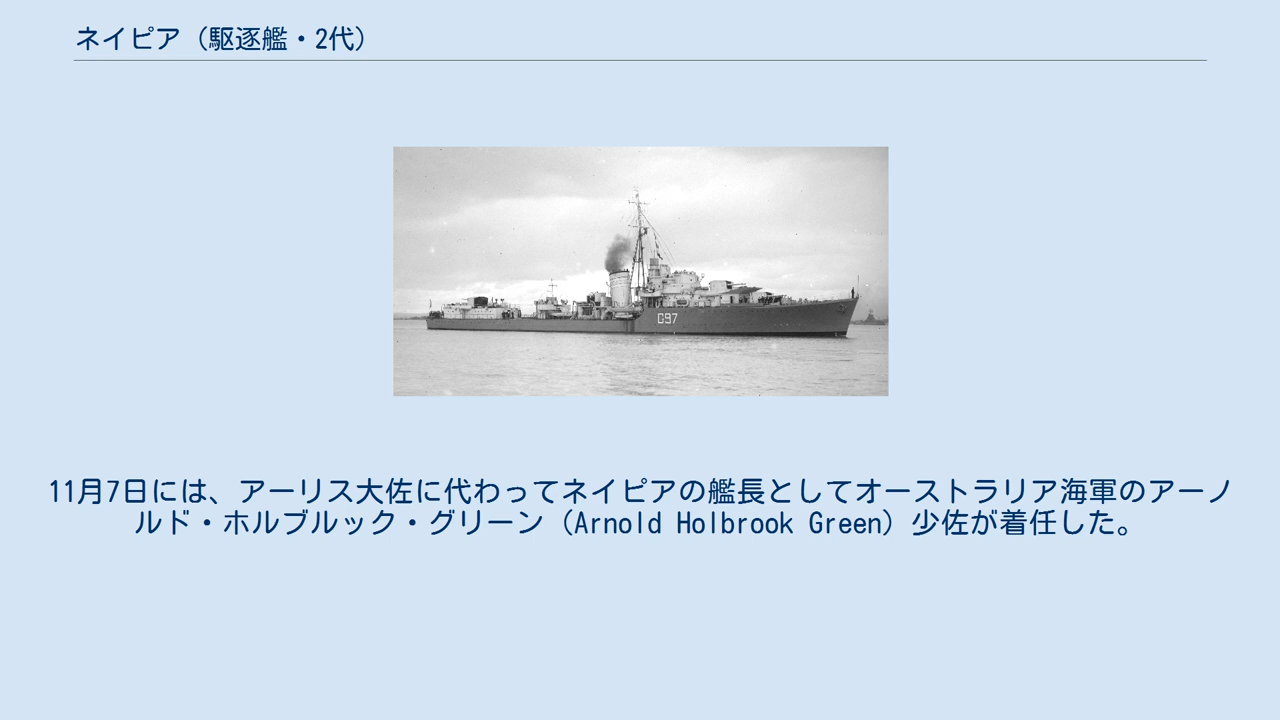 ネイピア（駆逐艦・2代）
G97
11月7日には、アーリス大佐に代わってネイピアの艦長としてオーストラリア海軍のアーノ
ルド・ホルブルック・グリーン（Arnold Holbrook Green）少佐が着任した。